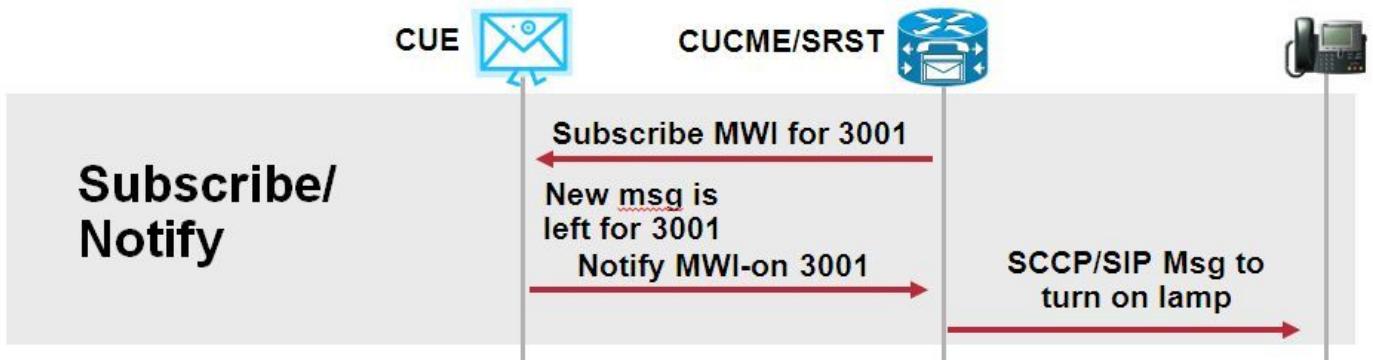 CUE
CUCME/SRST
Subscribe MWI for 3001
Subscribe/
Notify
New msg is
left for 3001
Notify MWI-on 3001
SCCP/SIP Msg to
turn on lamp